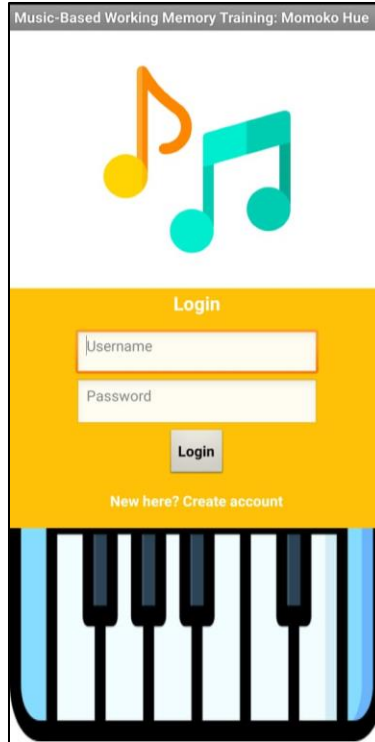 Music-Based Working Memory Training: Momoko Hue
Login
Username
Password
Login
New here? Create account